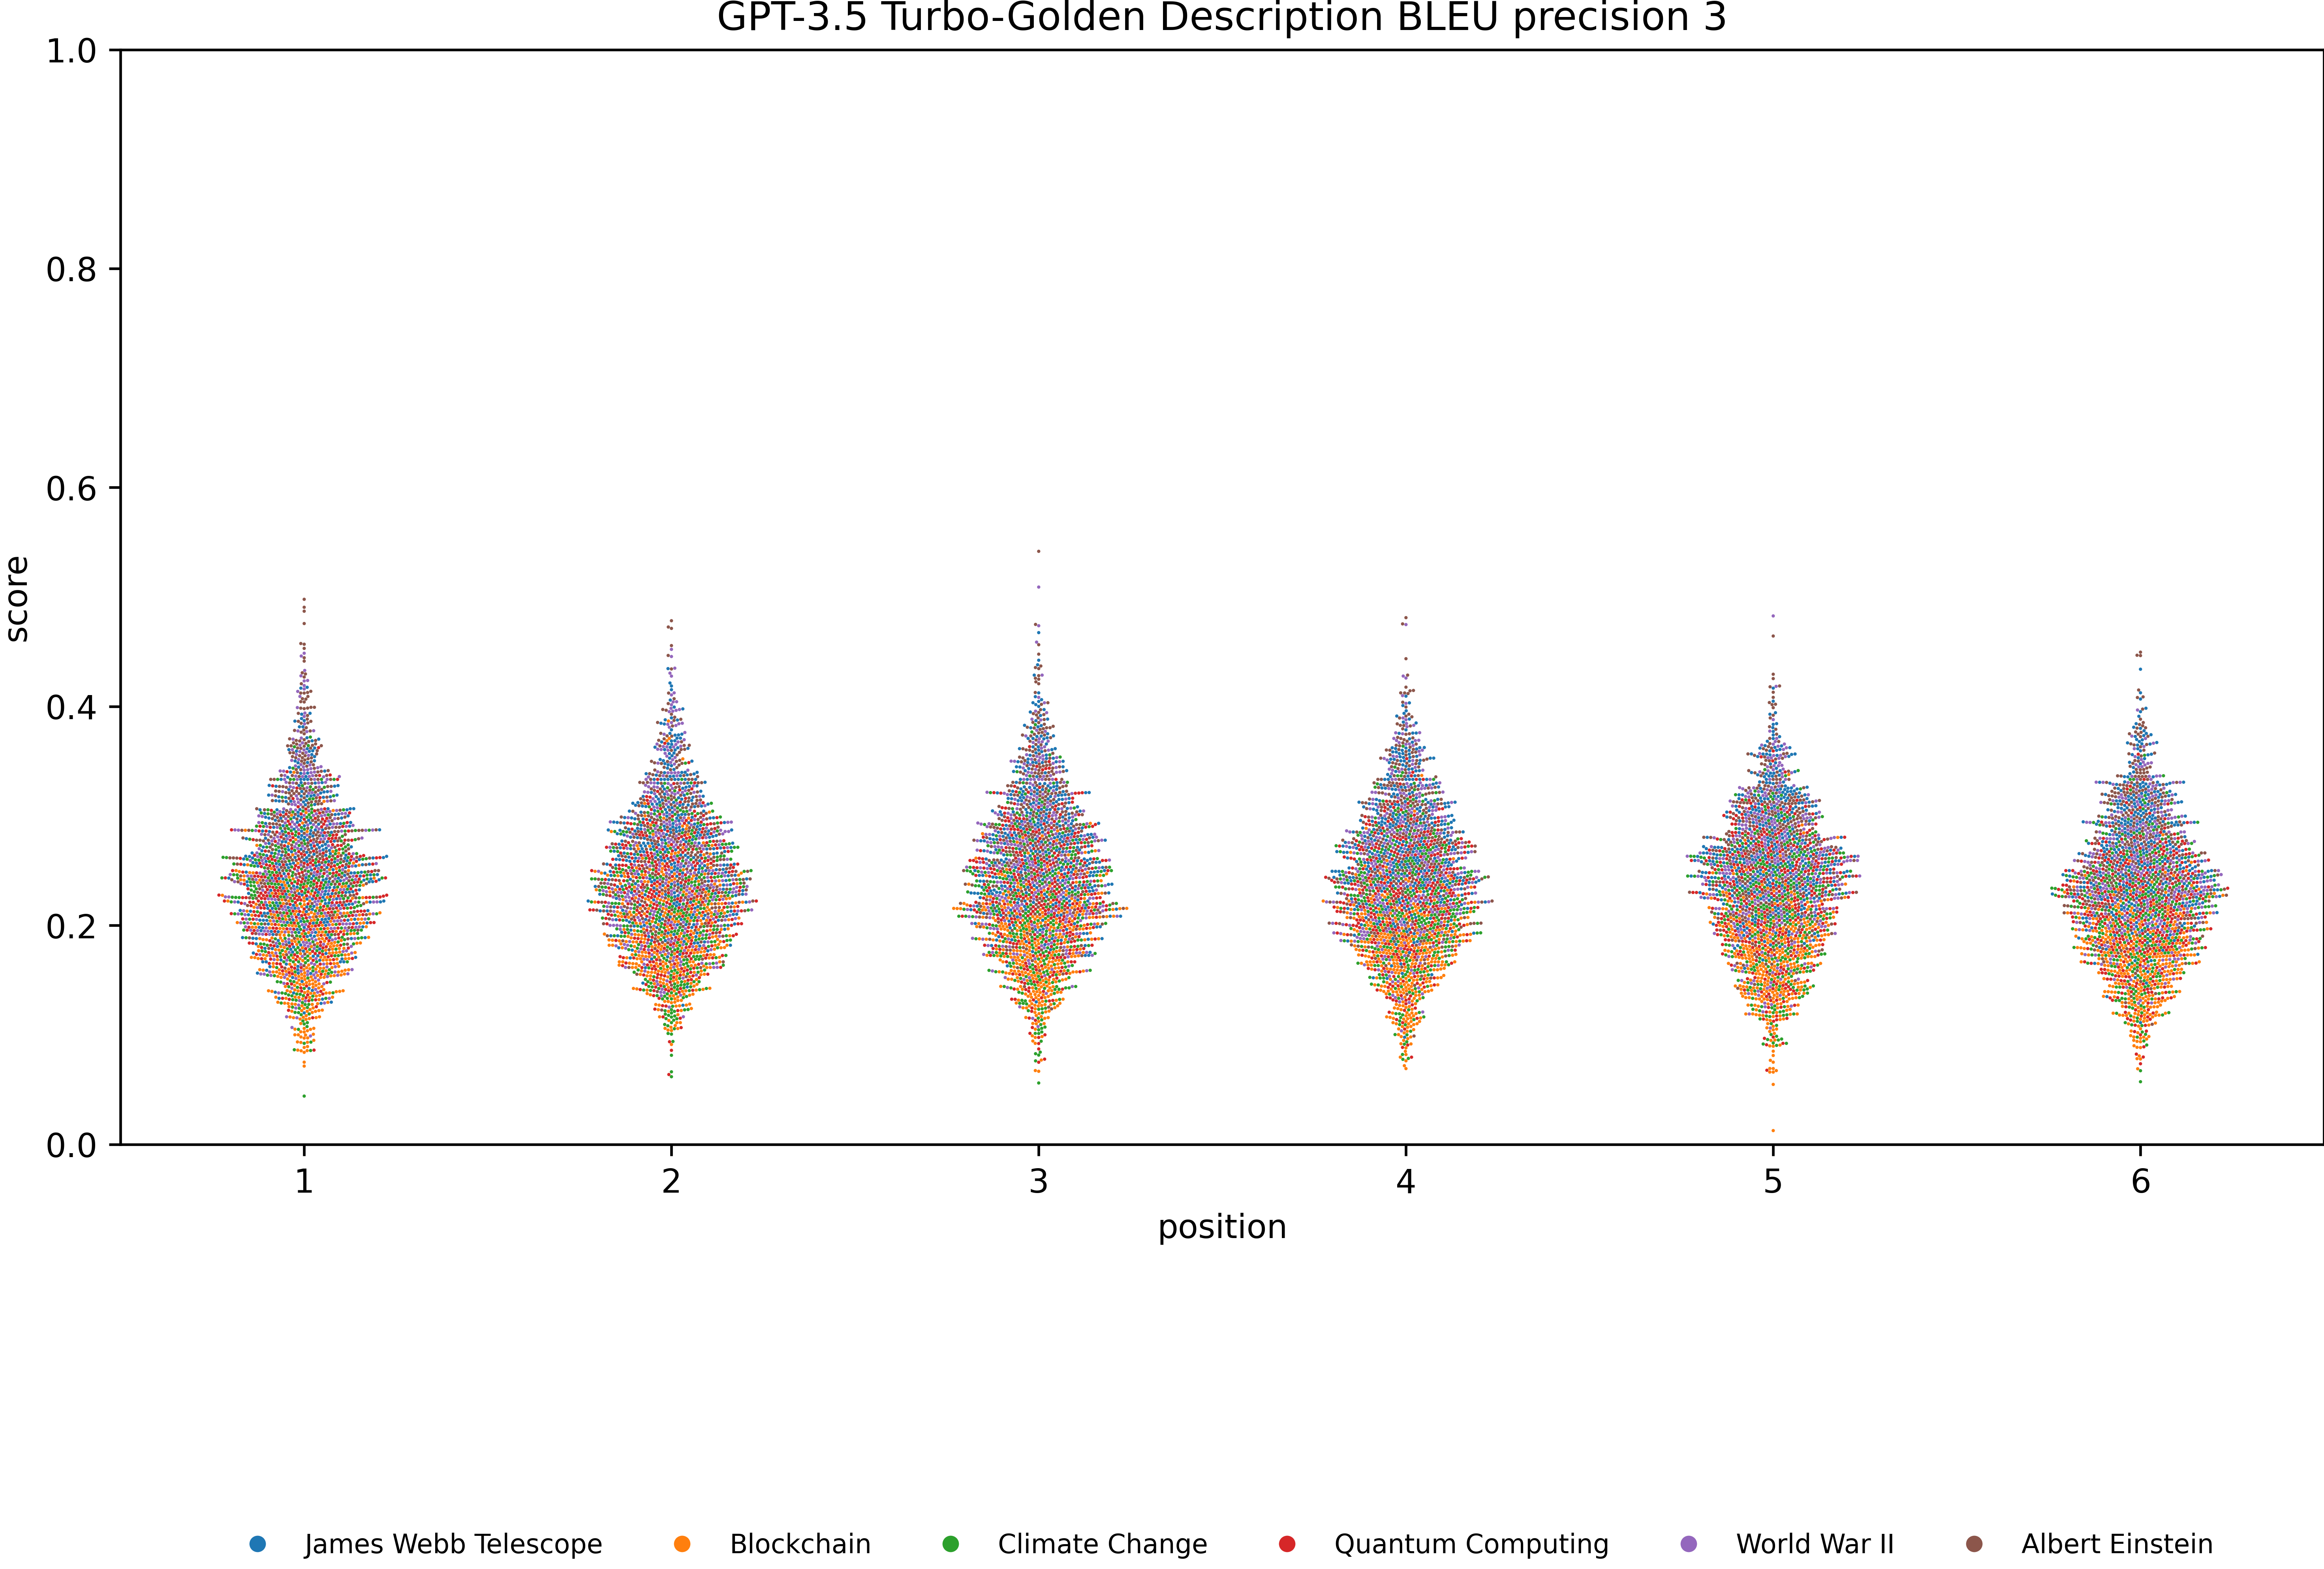 GPT-3.5 Turbo-Golden Description BLEU precision 3
1.0
0.8
0.6
0.4
0.2
0.0
score
1 2 3 4 5 6
position
James Webb Telescope Blockchain Climate Change Quantum Computing World War II Albert Einstein